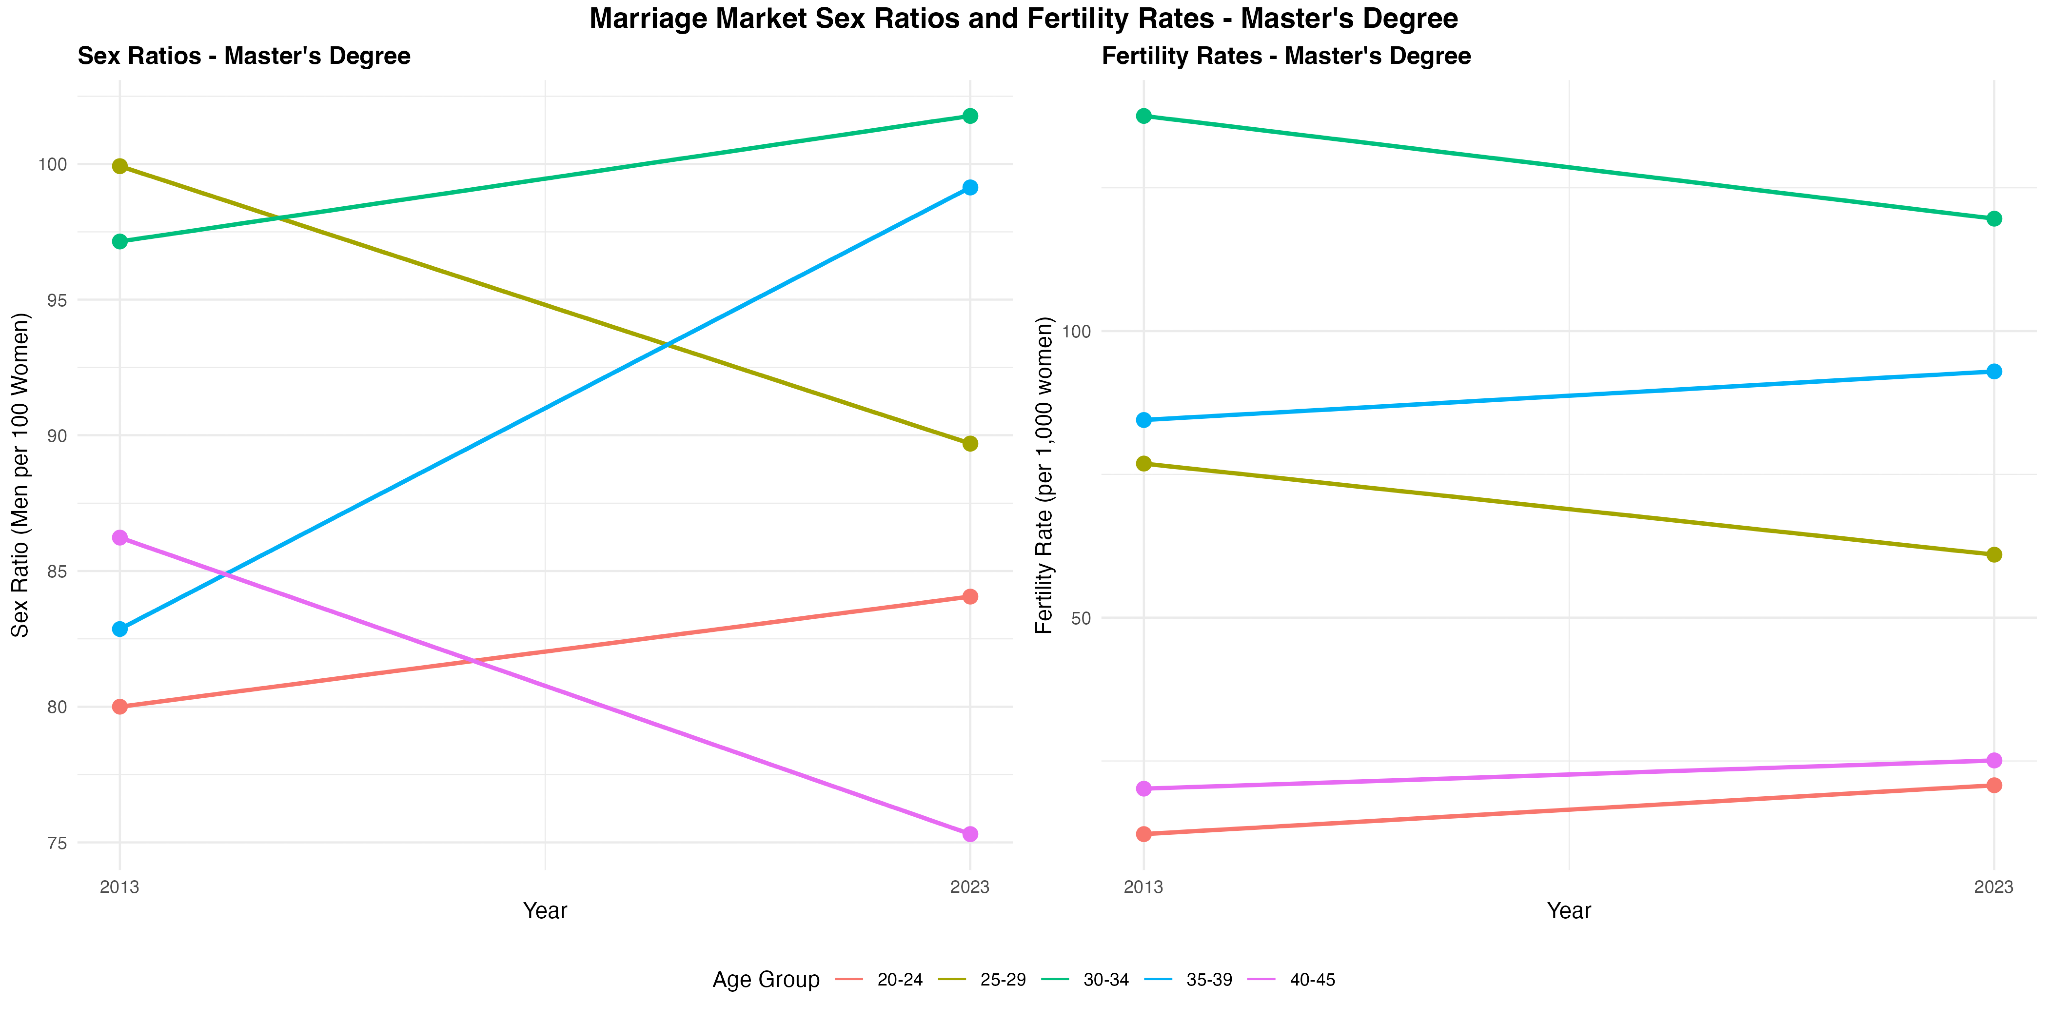 Marriage Market Sex Ratios and Fertility Rates - Master's Degree
Sex Ratios - Master's Degree
Sex Ratio (Men per 100 Women)
100
95
90
85
80
75
2013
2023
Year
Fertility Rates - Master's Degree
Fertility Rate (per 1,000 women)
100
50
2013
2023
Year
Age Group 20-24 25-29 30-34 35-39 40-45